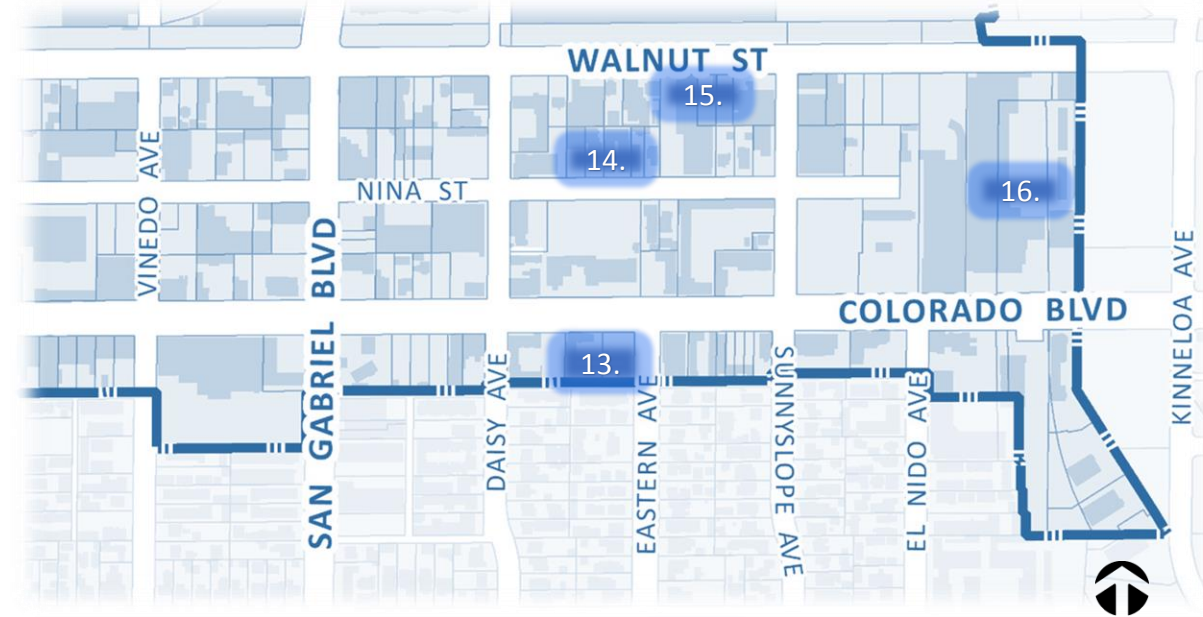 WALNUT ST
15.
14.
VINEDO AVE
NINA ST
16.
SAN GABRIEL BLVD
COLORADO BLVD
KINNELOA AVE
13.
DAISY AVE
EASTERN AVE
SUNNYSLOPE AVE
EL NIDO AVE